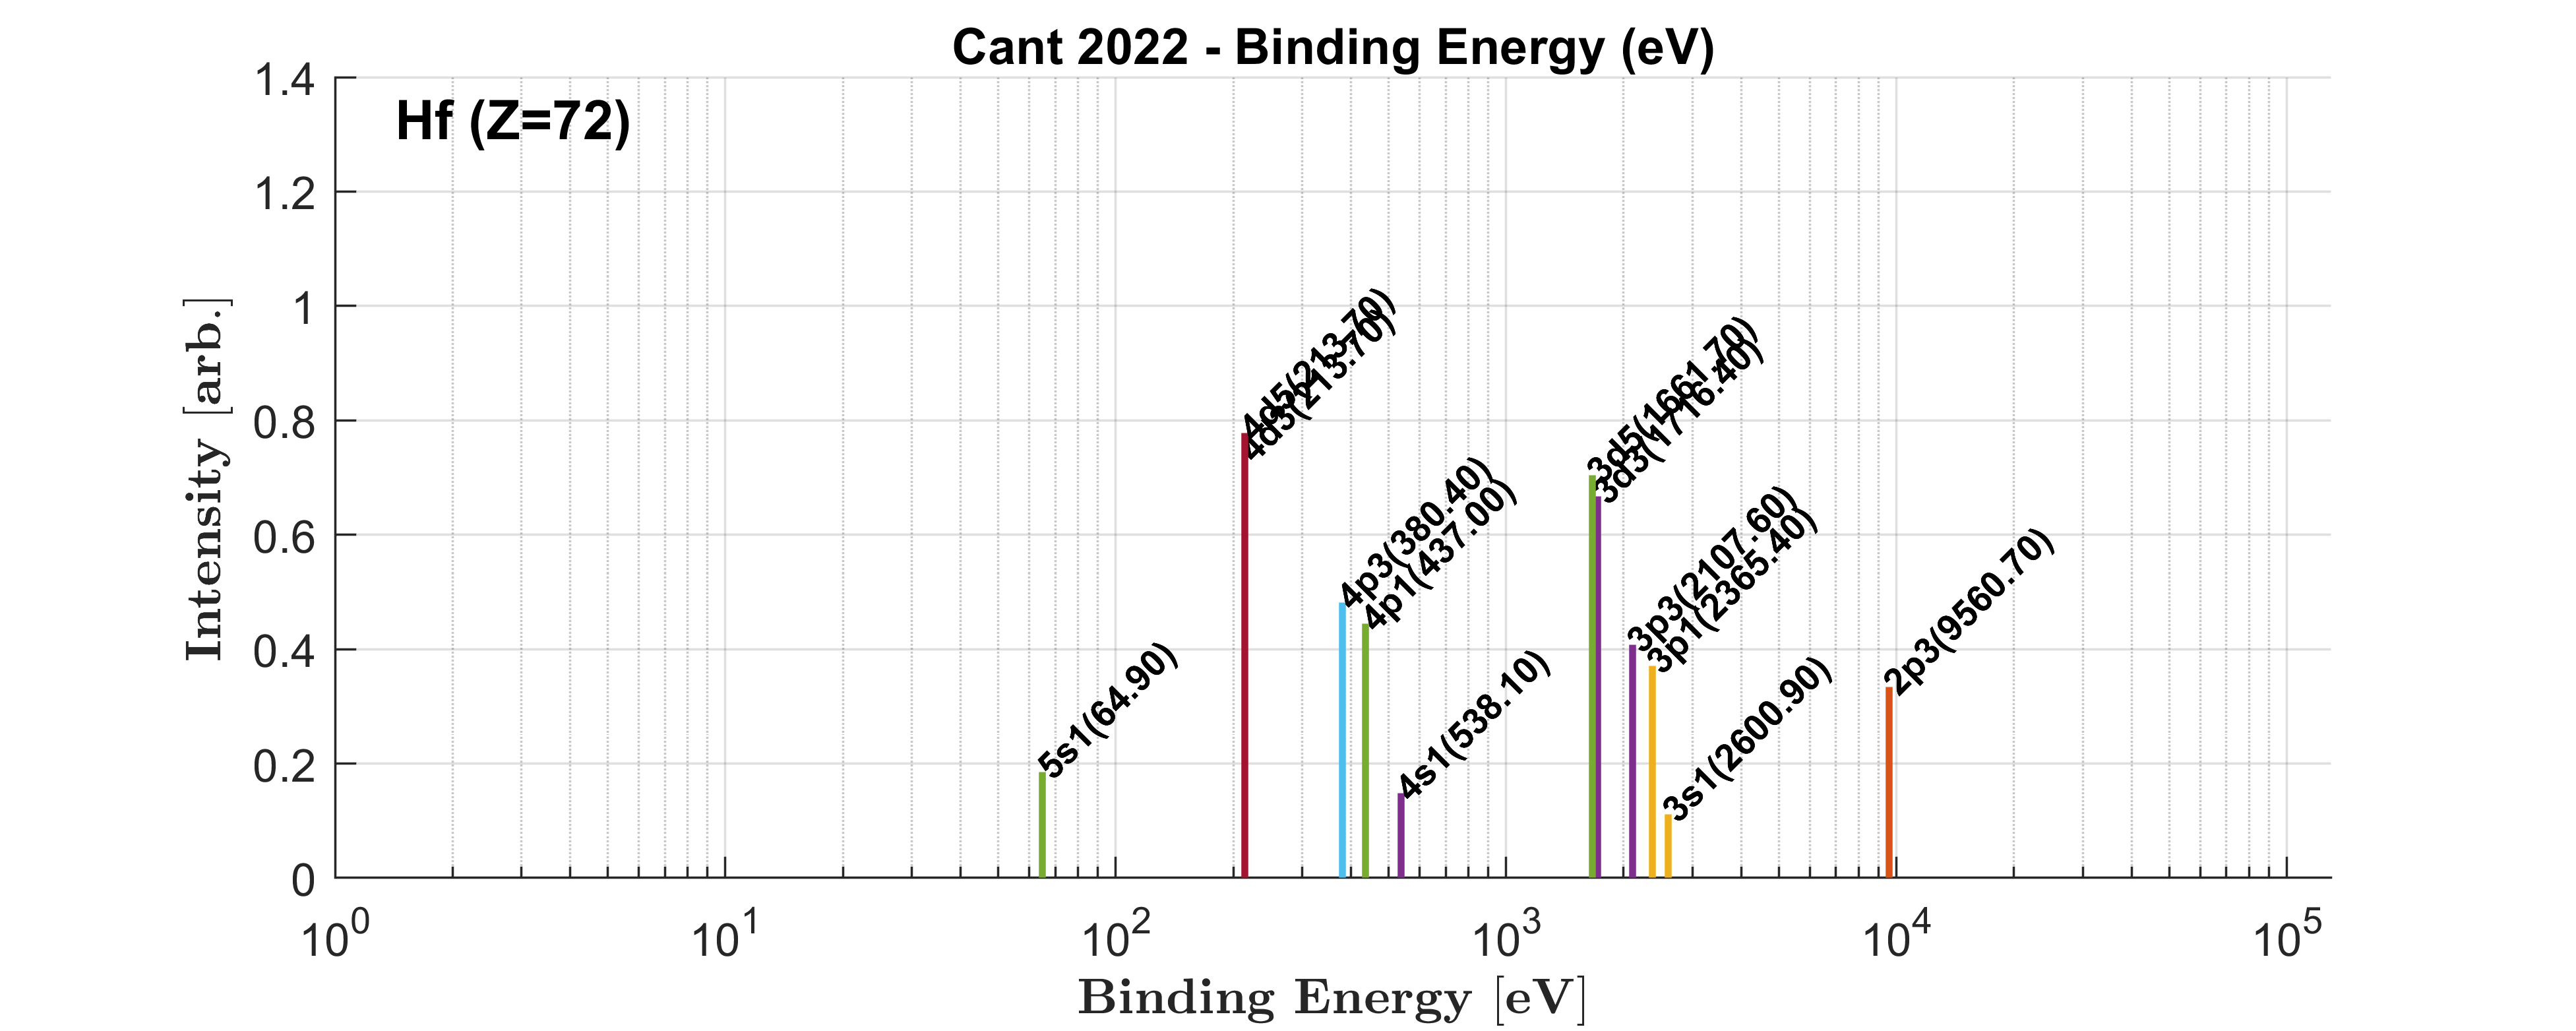 Cant 2022 - Binding Energy (eV)
Hf (Z=72)
1.4
1.2
1
0.8
0.6
0.4
0.2
0
Intensity [arb.]
5s1(64.90)
4d5(213.70)
4d3(213.70)
4p3(380.40)
4p1(437.00)
4s1(538.10)
3d5(1661.70)
3d3(1716.40)
3p3(2107.60)
3p1(2365.40)
3s1(2600.90)
2p3(9560.70)
10^0 10^1 10^2 10^3 10^4 10^5
Binding Energy [eV]